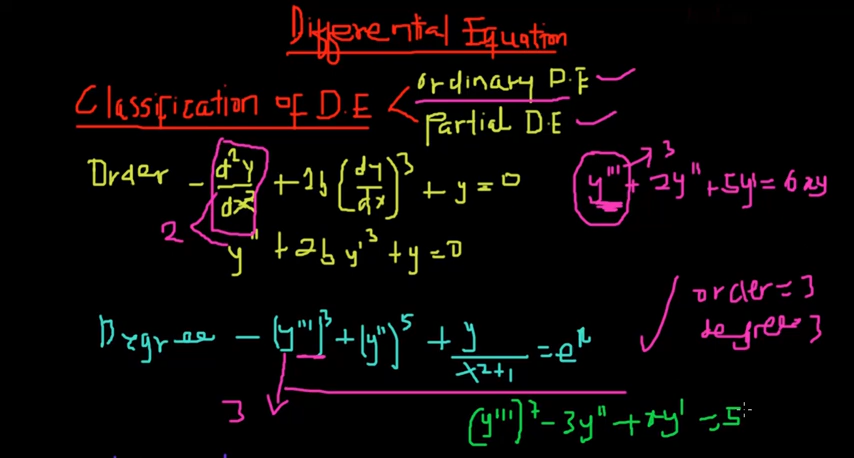 Differential Equation
Classification of D.E < ordinary D.E ✓
Partial D.E ✓
Order - d²y/dx² + 2b (dy/dx)³ + y = 0
2
y'' + 2b y'³ + y = 0
y''' + 2y'' + 5y' = 6xy
3
Degree - (y''')³ + (y'')⁵ + y/(x²+1) = eˣ
3
✓ order = 3
degree = 3
(y''')⁷ - 3y'' + xy' = 5